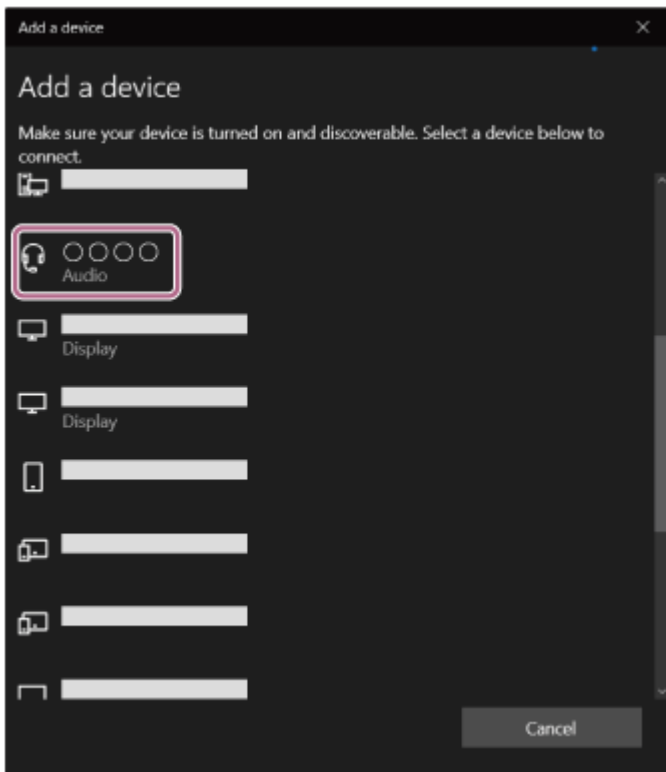 Add a device
Add a device
Make sure your device is turned on and discoverable. Select a device below to
connect.
○○○○
Audio
Display
Display
Cancel